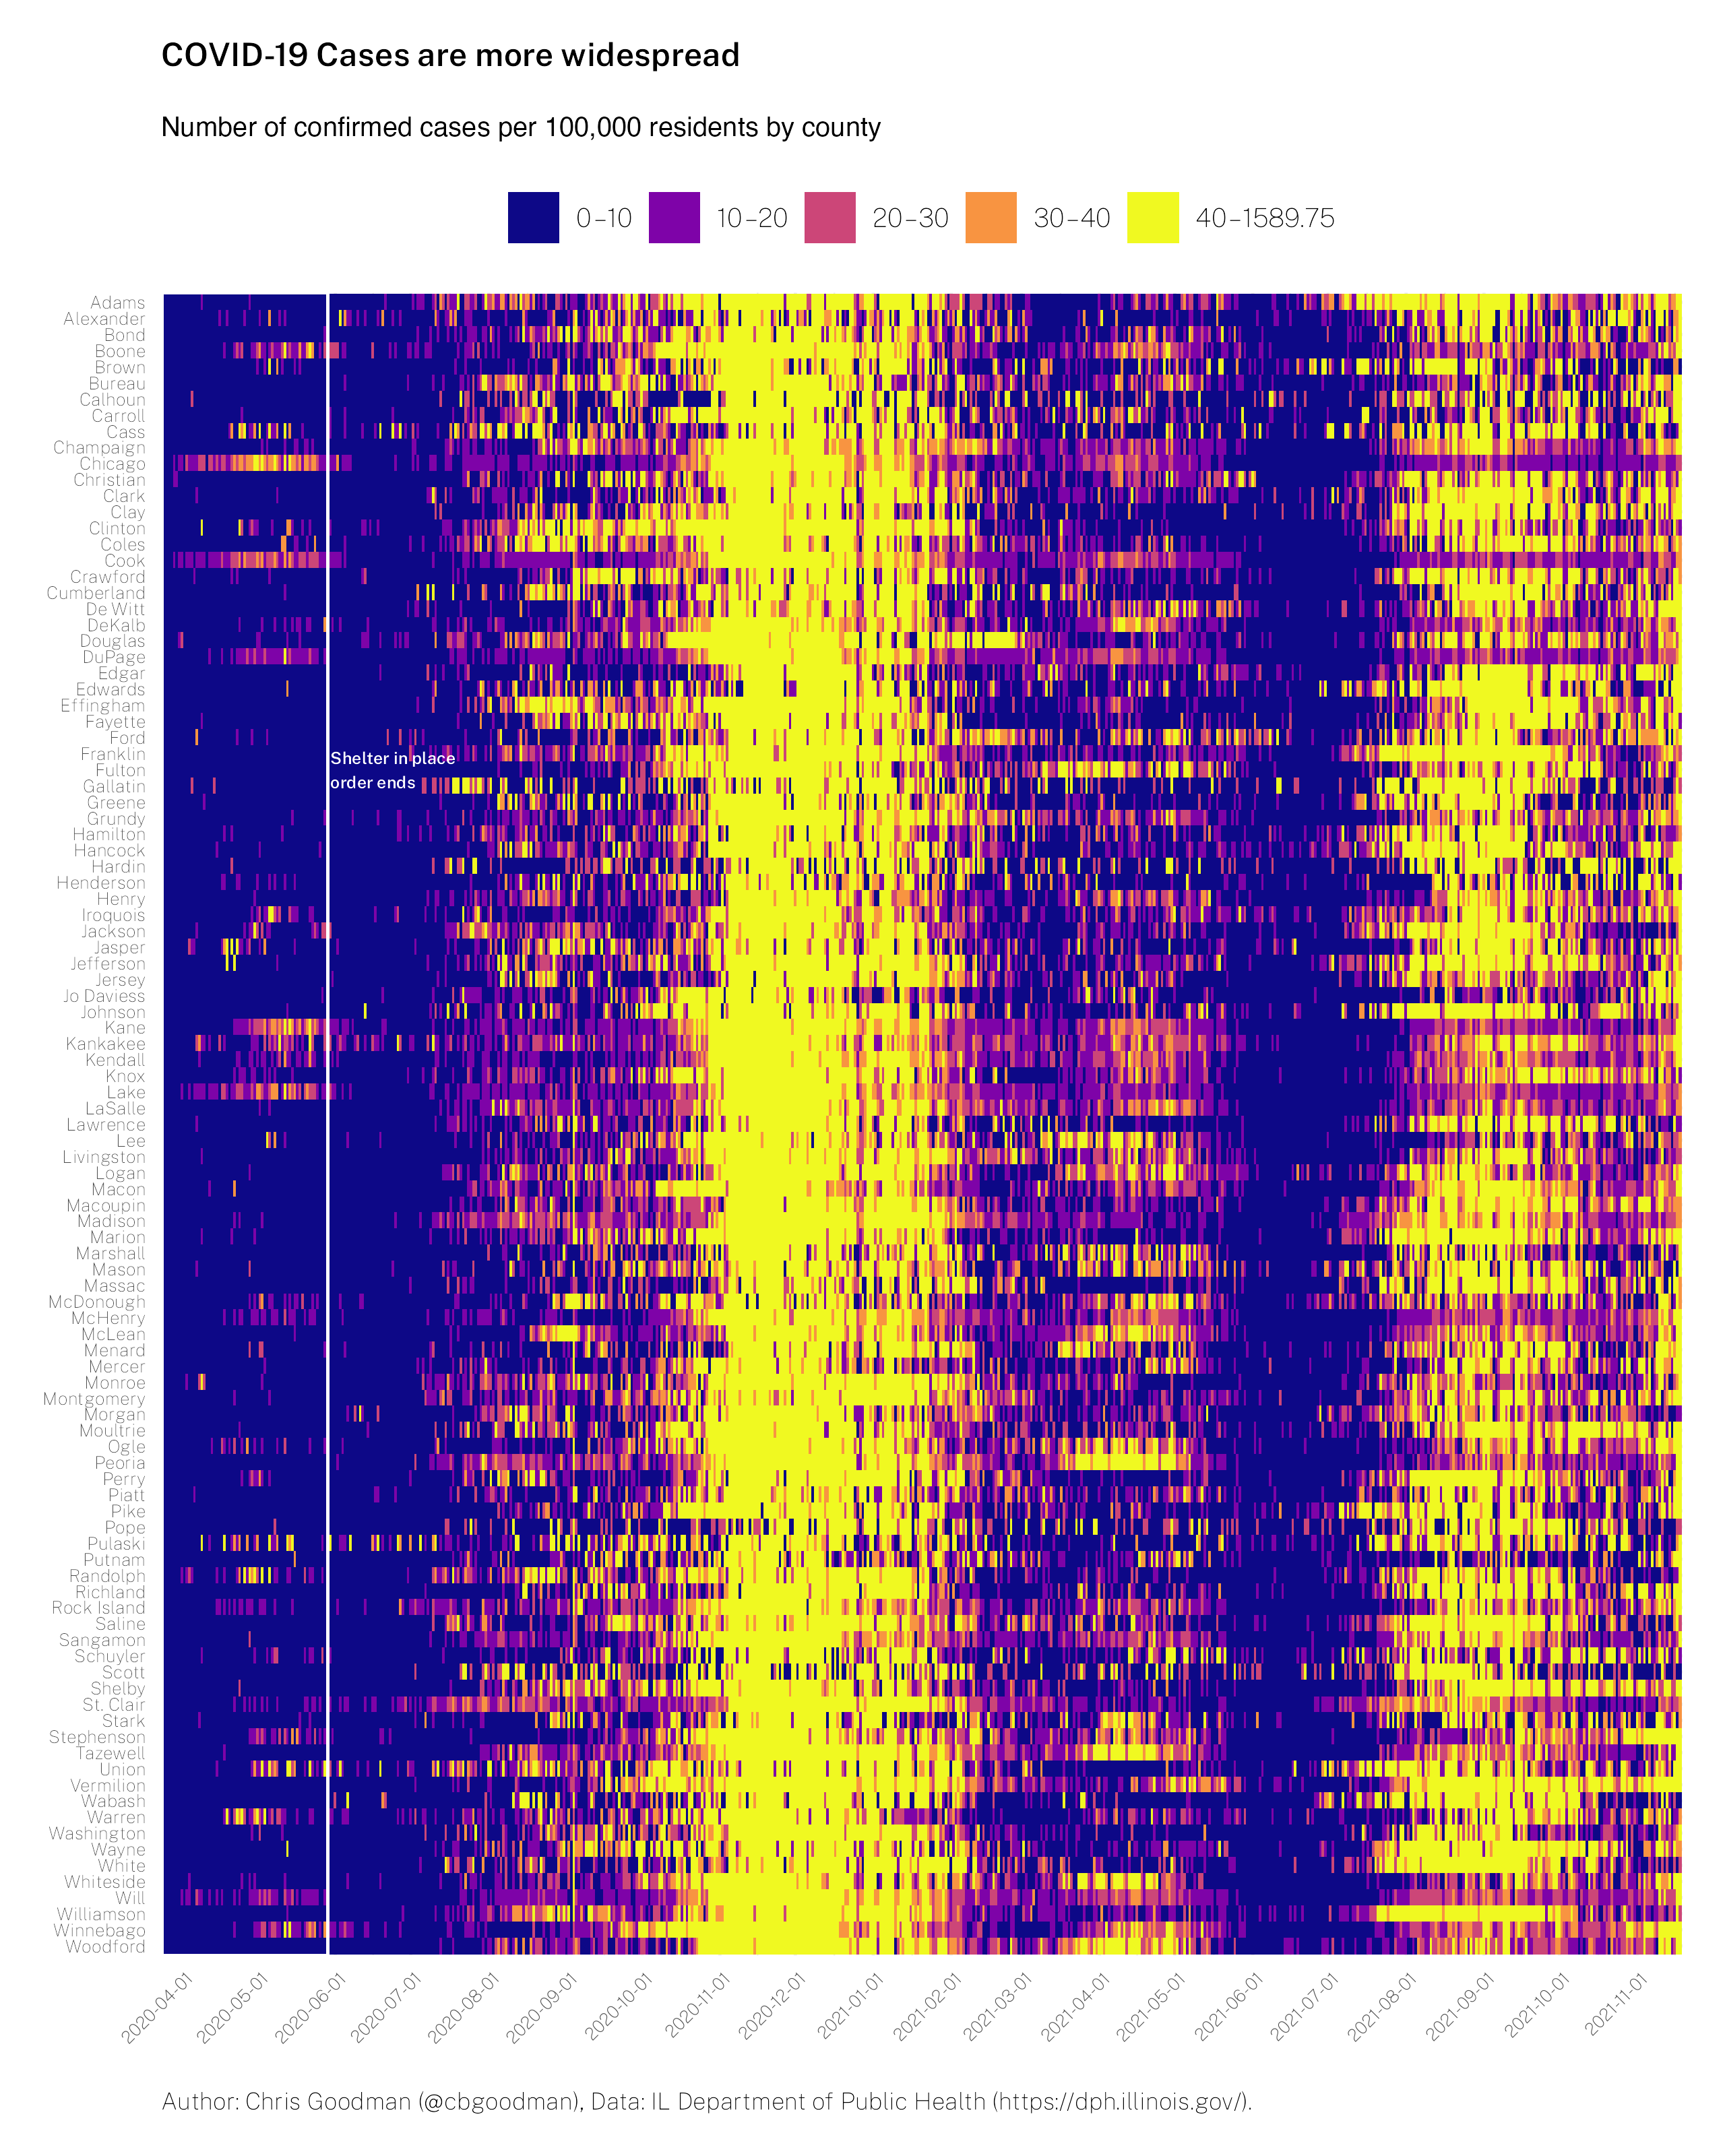 COVID-19 Cases are more widespread
Number of confirmed cases per 100,000 residents by county
0–10 10–20 20–30 30–40 40–1589.75
Adams
Alexander
Bond
Boone
Brown
Bureau
Calhoun
Carroll
Cass
Champaign
Chicago
Christian
Clark
Clay
Clinton
Coles
Cook
Crawford
Cumberland
De Witt
DeKalb
Douglas
DuPage
Edgar
Edwards
Effingham
Fayette
Ford
Franklin
Fulton
Gallatin
Greene
Grundy
Hamilton
Hancock
Hardin
Henderson
Henry
Iroquois
Jackson
Jasper
Jefferson
Jersey
Jo Daviess
Johnson
Kane
Kankakee
Kendall
Knox
Lake
LaSalle
Lawrence
Lee
Livingston
Logan
Macon
Macoupin
Madison
Marion
Marshall
Mason
Massac
McDonough
McHenry
McLean
Menard
Mercer
Monroe
Montgomery
Morgan
Moultrie
Ogle
Peoria
Perry
Piatt
Pike
Pope
Pulaski
Putnam
Randolph
Richland
Rock Island
Saline
Sangamon
Schuyler
Scott
Shelby
St. Clair
Stark
Stephenson
Tazewell
Union
Vermilion
Wabash
Warren
Washington
Wayne
White
Whiteside
Will
Williamson
Winnebago
Woodford
Shelter in place
order ends
2020-04-01
2020-05-01
2020-06-01
2020-07-01
2020-08-01
2020-09-01
2020-10-01
2020-11-01
2020-12-01
2021-01-01
2021-02-01
2021-03-01
2021-04-01
2021-05-01
2021-06-01
2021-07-01
2021-08-01
2021-09-01
2021-10-01
2021-11-01
Author: Chris Goodman (@cbgoodman), Data: IL Department of Public Health (https://dph.illinois.gov/).